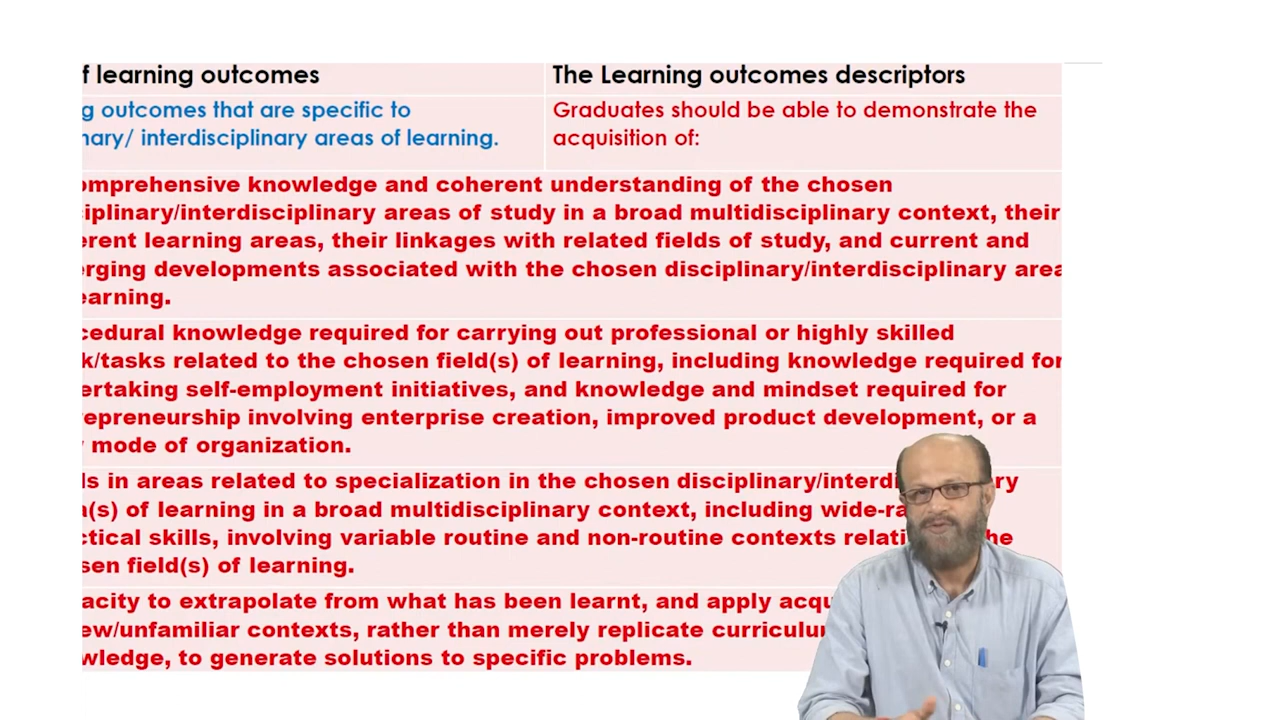 f learning outcomes The Learning outcomes descriptors
g outcomes that are specific to Graduates should be able to demonstrate the
nary/ interdisciplinary areas of learning. acquisition of:
omprehensive knowledge and coherent understanding of the chosen
iplinary/interdisciplinary areas of study in a broad multidisciplinary context, their
erent learning areas, their linkages with related fields of study, and current and
erging developments associated with the chosen disciplinary/interdisciplinary area
earning.
cedural knowledge required for carrying out professional or highly skilled
k/tasks related to the chosen field(s) of learning, including knowledge required for
ertaking self-employment initiatives, and knowledge and mindset required for
repreneurship involving enterprise creation, improved product development, or a
mode of organization.
ls in areas related to specialization in the chosen disciplinary/interdi ry
a(s) of learning in a broad multidisciplinary context, including wide-ra
ctical skills, involving variable routine and non-routine contexts relati he
sen field(s) of learning.
acity to extrapolate from what has been learnt, and apply acqu
ew/unfamiliar contexts, rather than merely replicate curriculu
wledge, to generate solutions to specific problems.